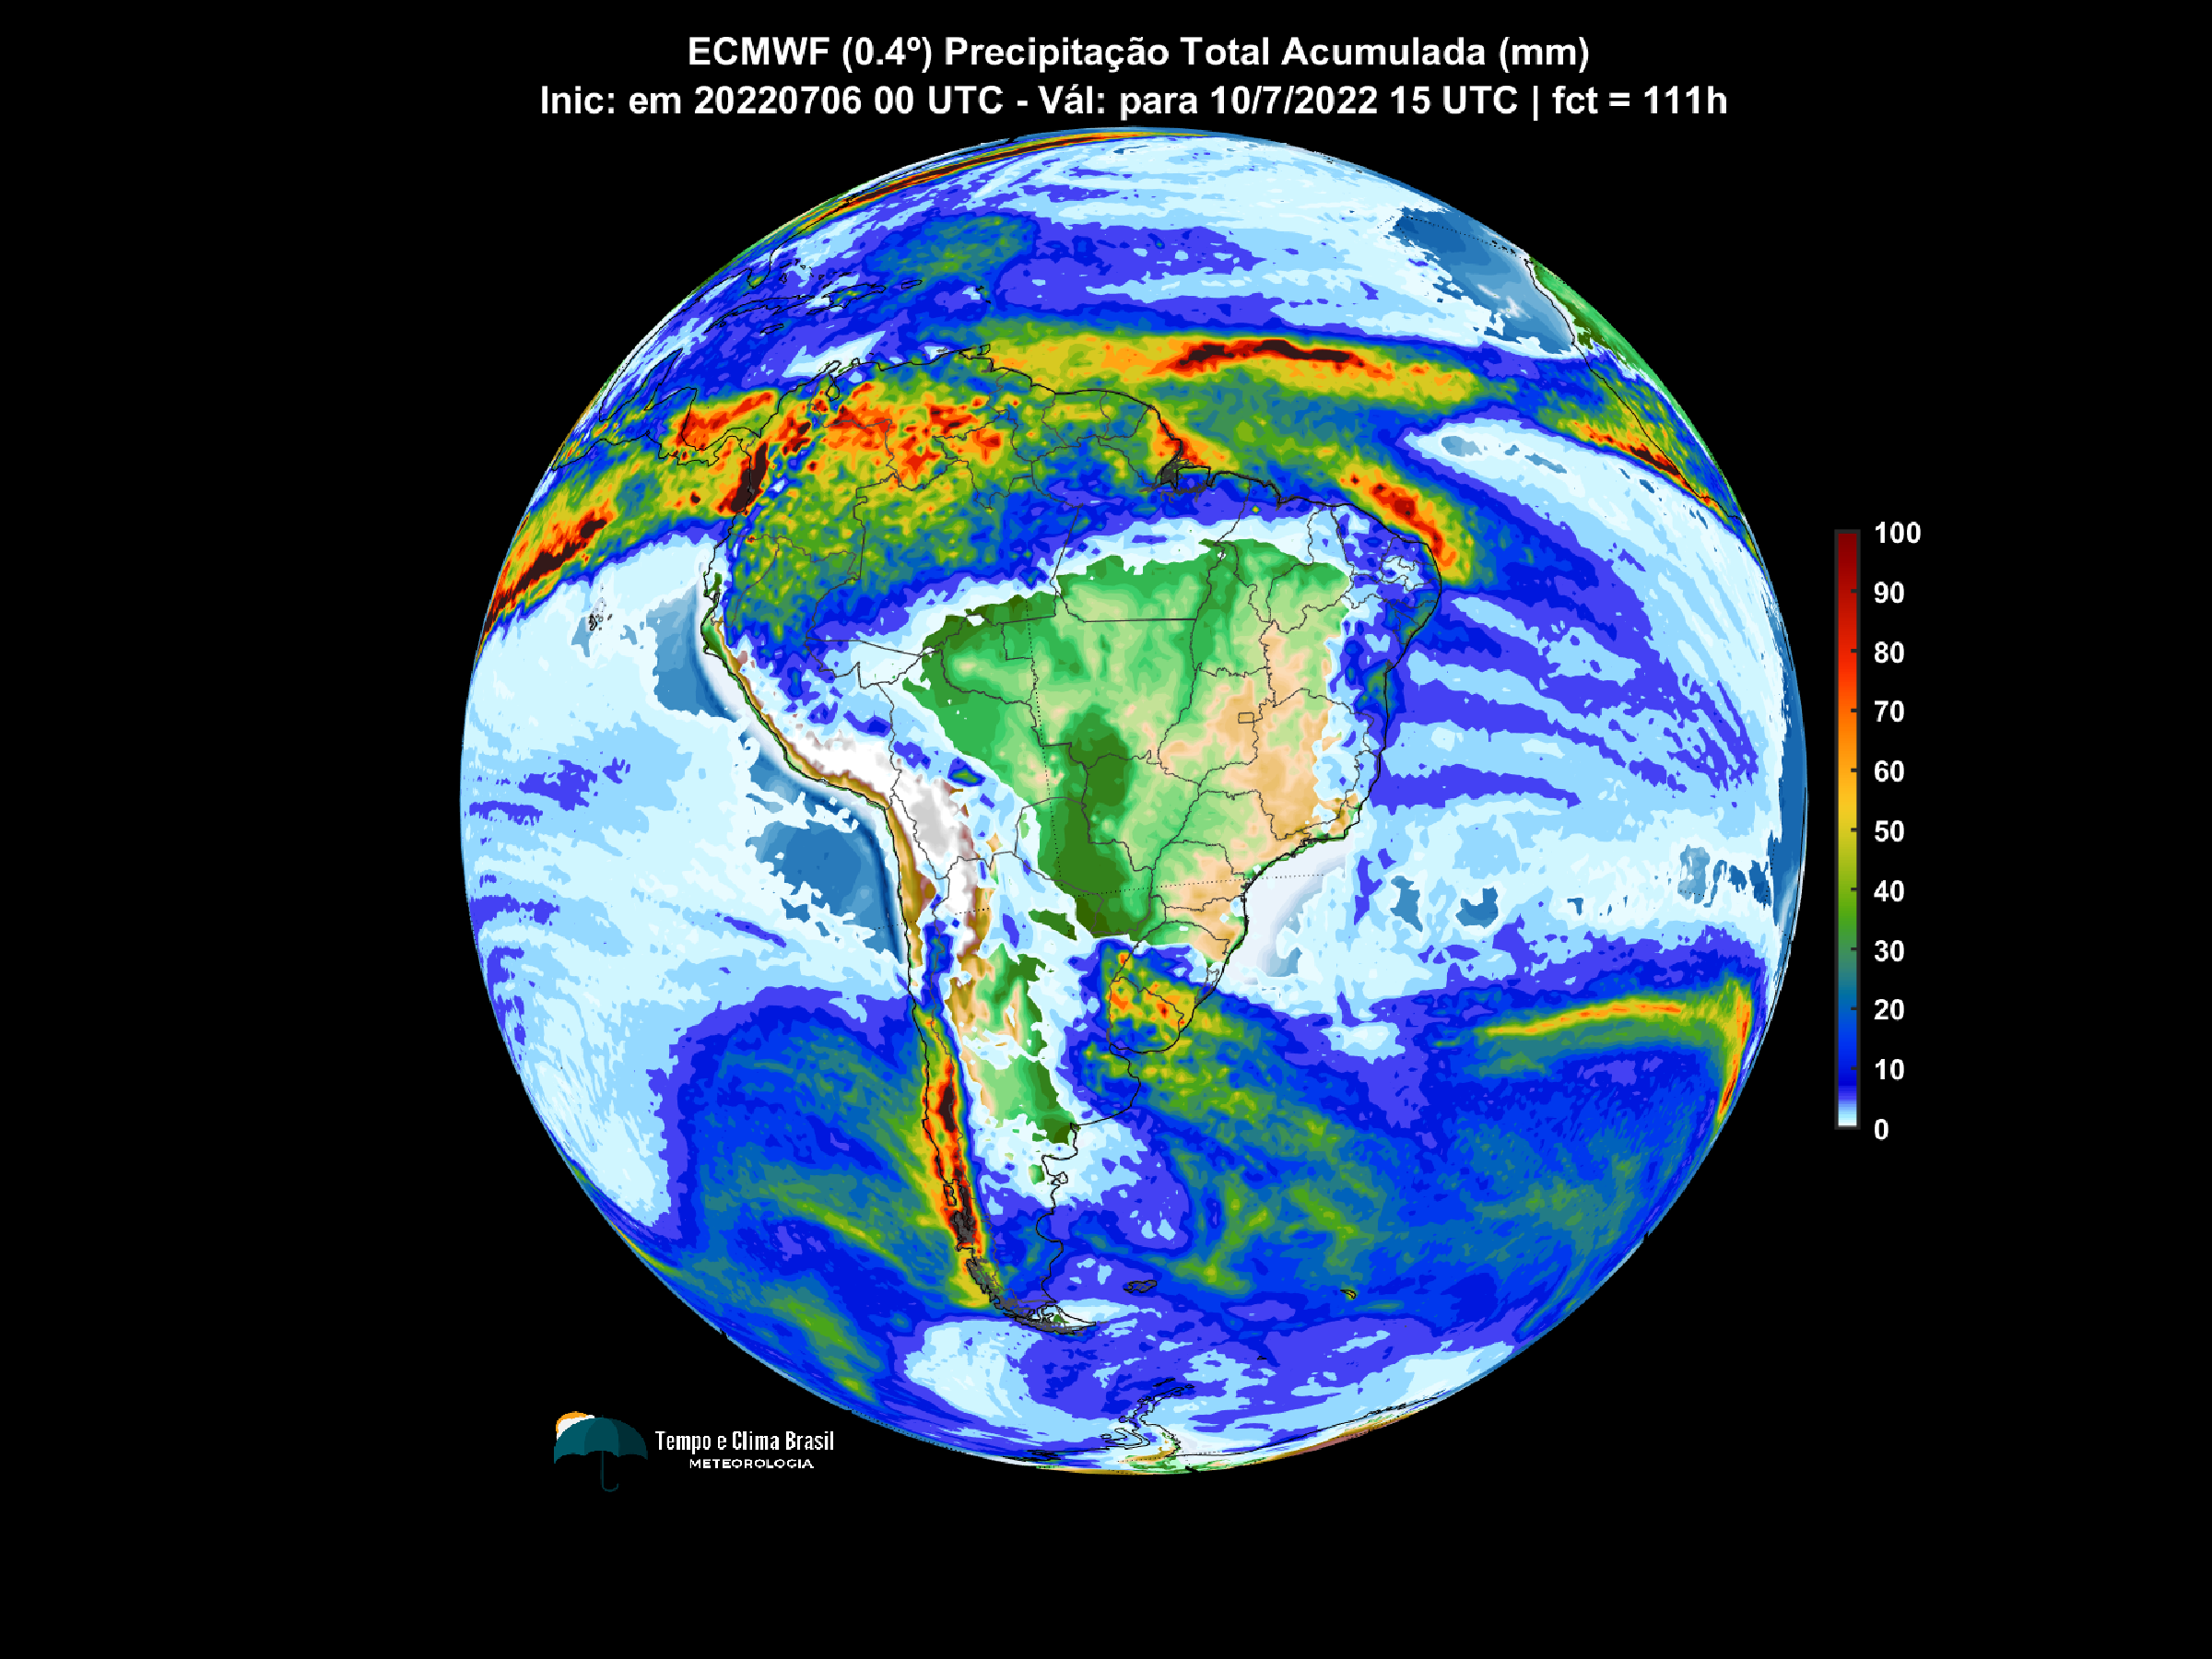 ECMWF (0.4º) Precipitação Total Acumulada (mm)
Inic: em 20220706 00 UTC - Vál: para 10/7/2022 15 UTC | fct = 111h
100
90
80
70
60
50
40
30
20
10
0
Tempo e Clima Brasil
METEOROLOGIA